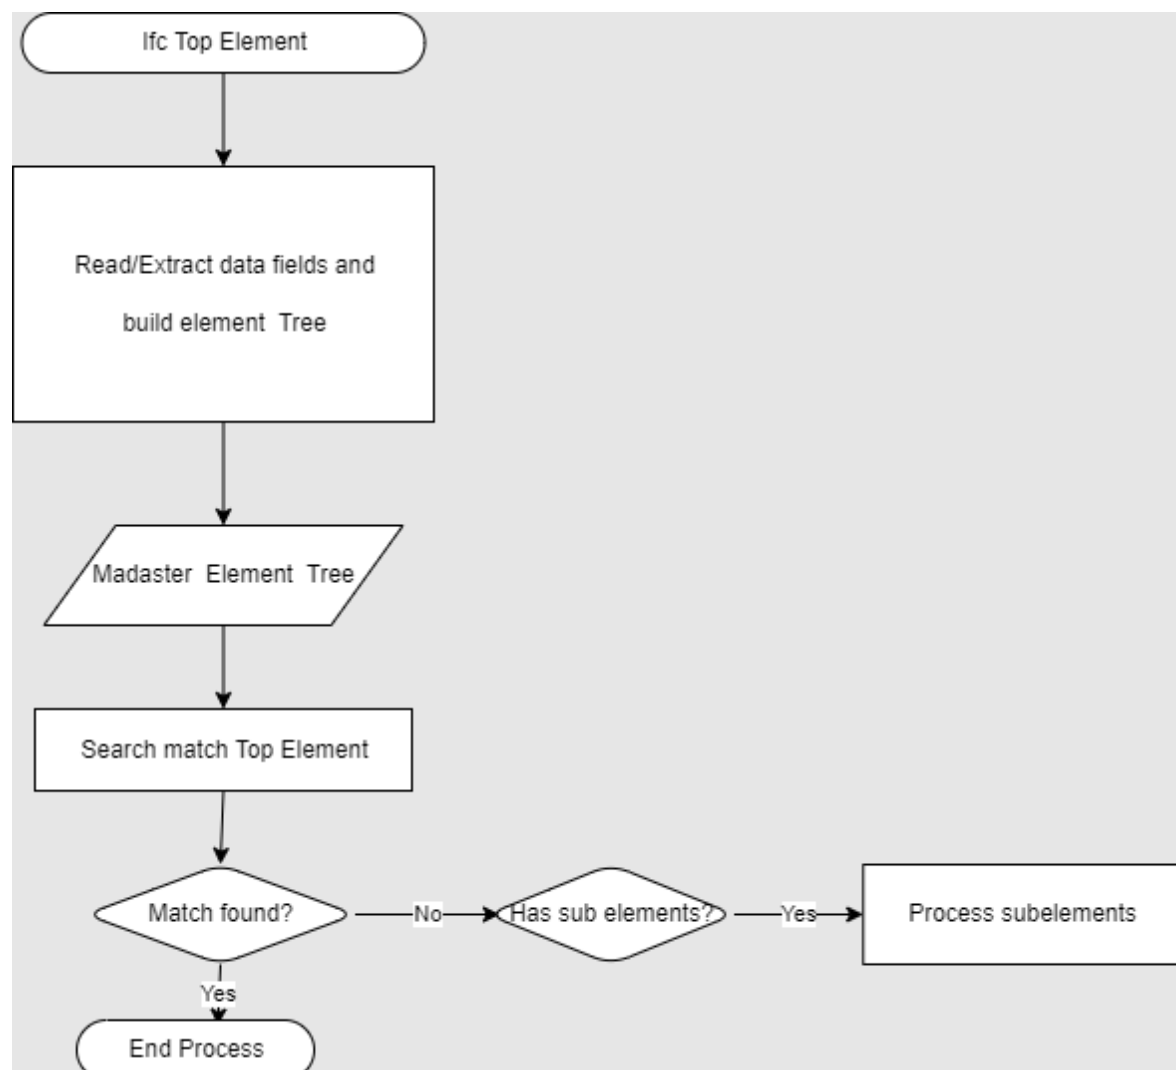 Ifc Top Element
Read/Extract data fields and
build element  Tree
Madaster  Element  Tree
Search match Top Element
Match found?
No
Has sub elements?
Yes
Process subelements
Yes
End Process